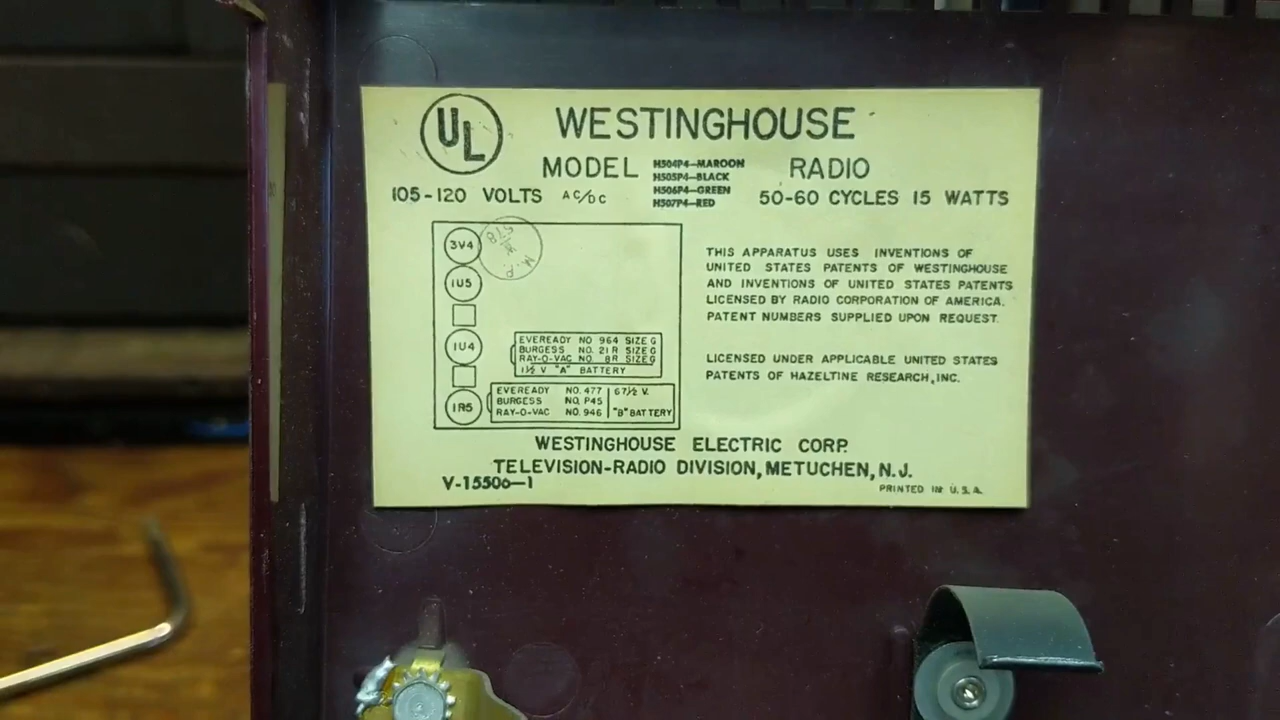 UL
WESTINGHOUSE
MODEL H504P4—MAROON RADIO
H505P4—BLACK
H506P4—GREEN
H507P4—RED
105-120 VOLTS AC/DC 50-60 CYCLES 15 WATTS
3V4
M.P. 578
1U5
1U4
1R5
EVEREADY NO 964 SIZE G
BURGESS NO. 21R SIZE G
RAY-O-VAC NO. 8R SIZE G
1½ V "A" BATTERY
EVEREADY NO. 477 67½ V.
BURGESS NO. P45
RAY-O-VAC NO. 946 "B" BATTERY
THIS APPARATUS USES INVENTIONS OF
UNITED STATES PATENTS OF WESTINGHOUSE
AND INVENTIONS OF UNITED STATES PATENTS
LICENSED BY RADIO CORPORATION OF AMERICA.
PATENT NUMBERS SUPPLIED UPON REQUEST.
LICENSED UNDER APPLICABLE UNITED STATES
PATENTS OF HAZELTINE RESEARCH, INC.
WESTINGHOUSE ELECTRIC CORP.
TELEVISION-RADIO DIVISION, METUCHEN, N.J.
V-15506-1
PRINTED IN U.S.A.